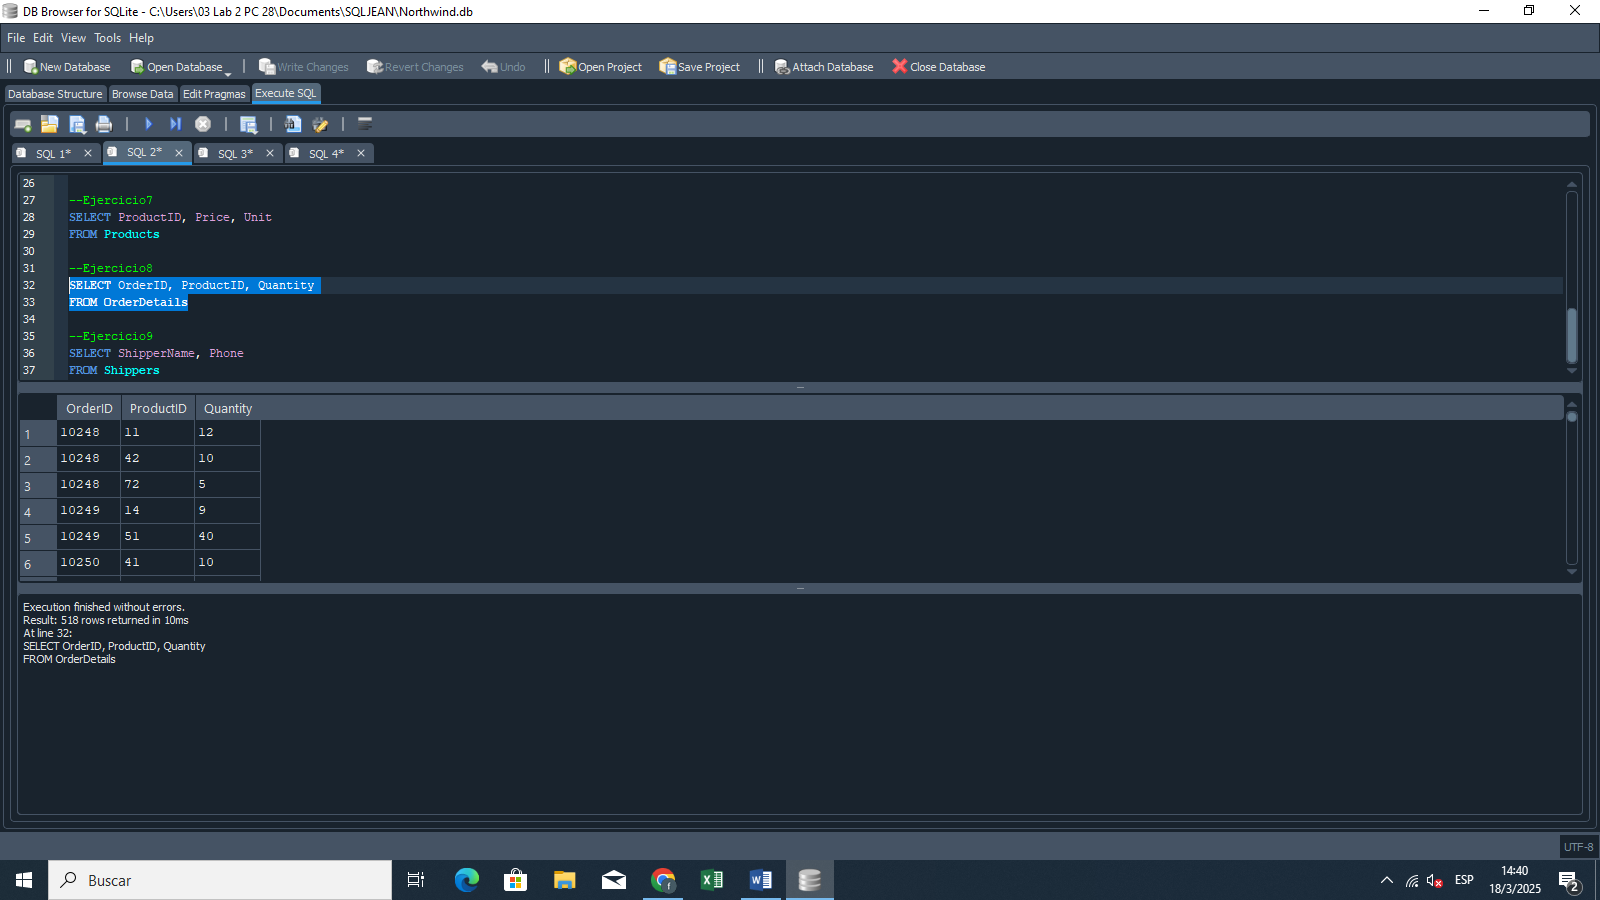 DB Browser for SQLite - C:\Users\03 Lab 2 PC 28\Documents\SQLJEAN\Northwind.db
File Edit View Tools Help
New Database Open Database Write Changes Revert Changes Undo Open Project Save Project Attach Database Close Database
Database Structure Browse Data Edit Pragmas Execute SQL
SQL 1* SQL 2* SQL 3* SQL 4*
26
27 --Ejercicio7
28 SELECT ProductID, Price, Unit
29 FROM Products
30
31 --Ejercicio8
32 SELECT OrderID, ProductID, Quantity
33 FROM OrderDetails
34
35 --Ejercicio9
36 SELECT ShipperName, Phone
37 FROM Shippers
OrderID ProductID Quantity
1 10248 11 12
2 10248 42 10
3 10248 72 5
4 10249 14 9
5 10249 51 40
6 10250 41 10
Execution finished without errors.
Result: 518 rows returned in 10ms
At line 32:
SELECT OrderID, ProductID, Quantity
FROM OrderDetails
UTF-8
Buscar
ESP
14:40
18/3/2025
2